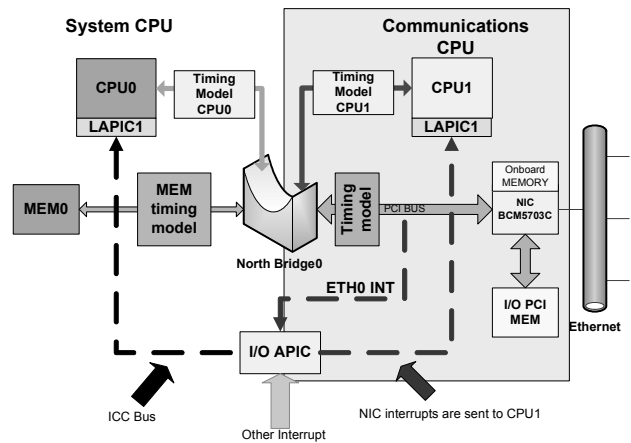 System CPU
Communications
CPU
CPU0
LAPIC1
Timing
Model
CPU0
Timing
Model
CPU1
CPU1
LAPIC1
MEM0
MEM
timing
model
North Bridge0
Timing
model
PCI BUS
Onboard
MEMORY
NIC
BCM5703C
I/O PCI
MEM
Ethernet
ETH0 INT
I/O APIC
ICC Bus
Other Interrupt
NIC interrupts are sent to CPU1